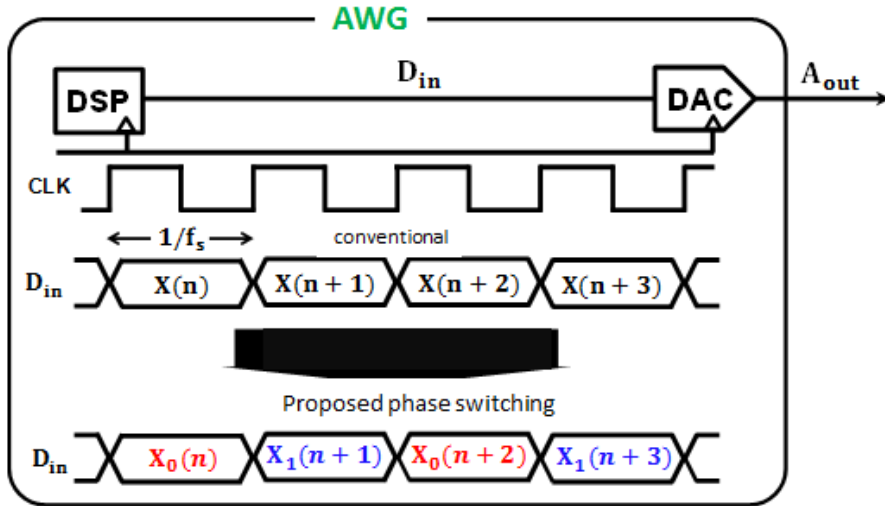 AWG
DSP D_in DAC A_out
CLK
1/f_s conventional
D_in X(n) X(n + 1) X(n + 2) X(n + 3)
Proposed phase switching
D_in X_0(n) X_1(n + 1) X_0(n + 2) X_1(n + 3)